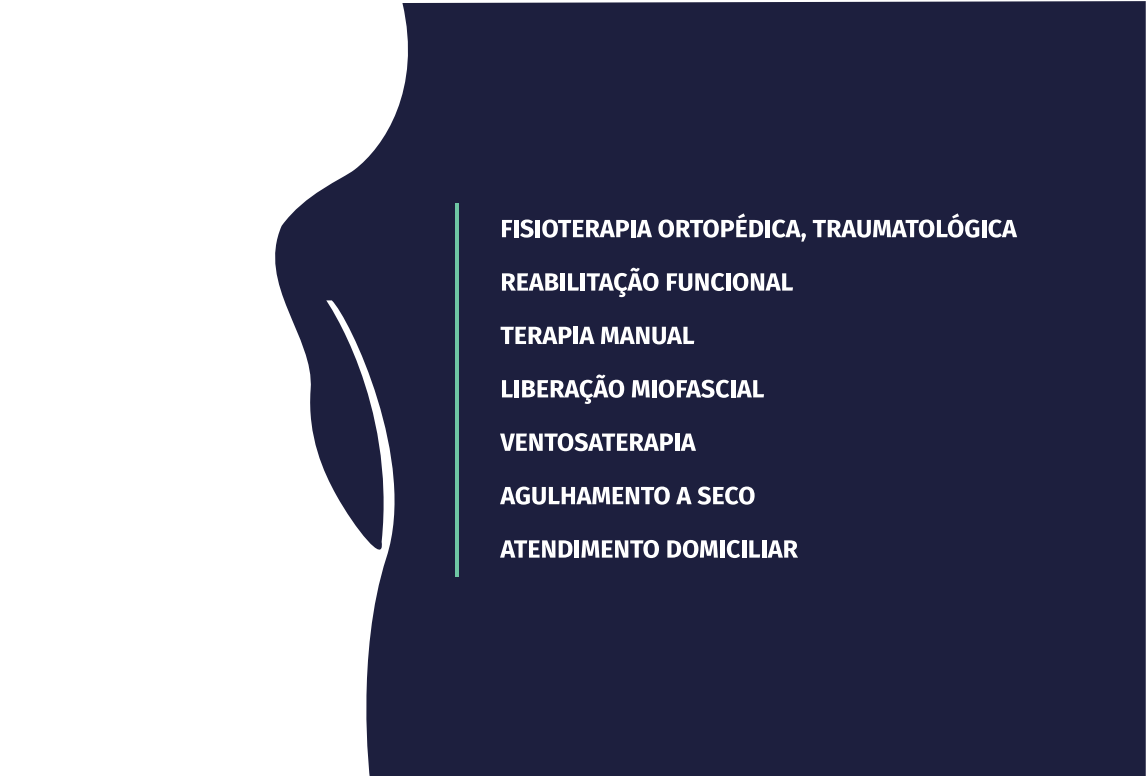 FISIOTERAPIA ORTOPÉDICA, TRAUMATOLÓGICA
REABILITAÇÃO FUNCIONAL
TERAPIA MANUAL
LIBERAÇÃO MIOFASCIAL
VENTOSATERAPIA
AGULHAMENTO A SECO
ATENDIMENTO DOMICILIAR